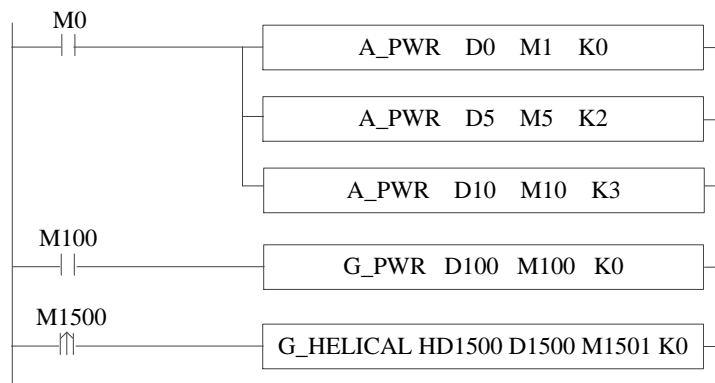 M0
A_PWR D0 M1 K0
A_PWR D5 M5 K2
A_PWR D10 M10 K3
M100
G_PWR D100 M100 K0
M1500
G_HELICAL HD1500 D1500 M1501 K0